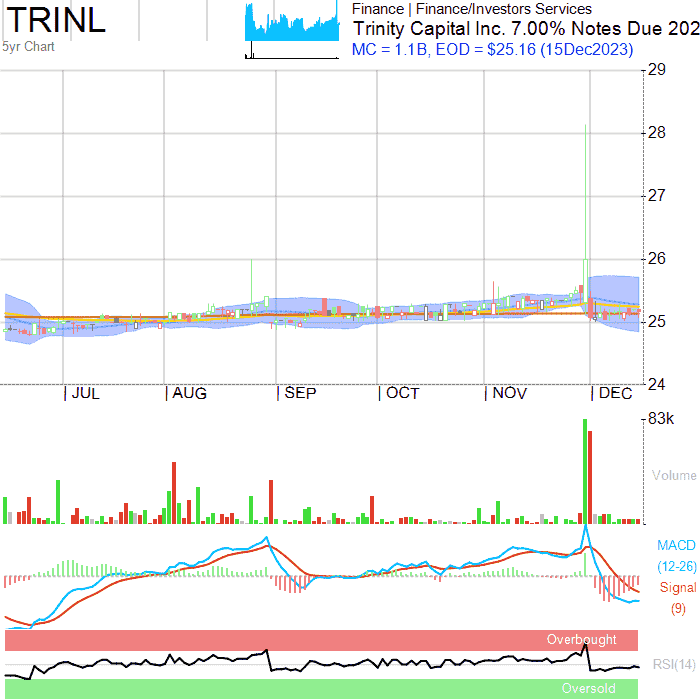 TRINL
5yr Chart
Finance | Finance/Investors Services
Trinity Capital Inc. 7.00% Notes Due 202
MC = 1.1B, EOD = $25.16 (15Dec2023)
29
28
27
26
25
24
JUL AUG SEP OCT NOV DEC
83k
Volume
MACD
(12-26)
Signal
(9)
Overbought
RSI(14)
Oversold